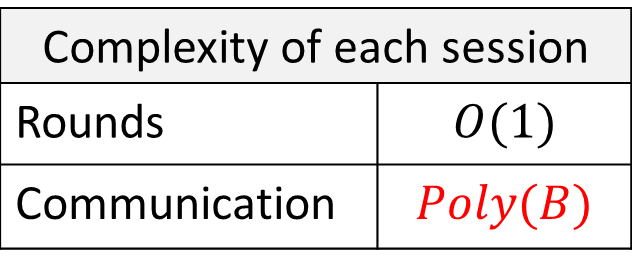 Complexity of each session
Rounds O(1)
Communication Poly(B)